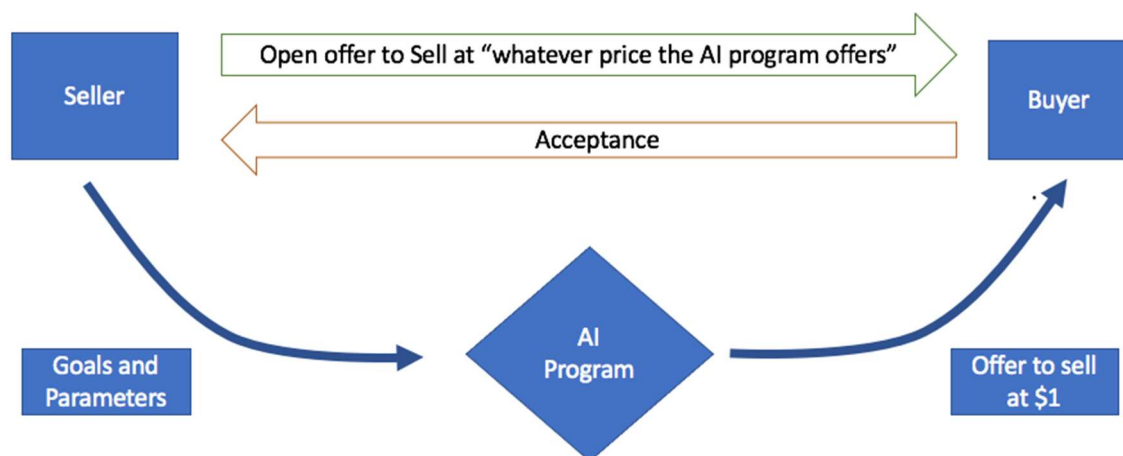 Open offer to Sell at “whatever price the AI program offers”
Seller
Buyer
Acceptance
AI
Program
Goals and
Parameters
Offer to sell
at $1